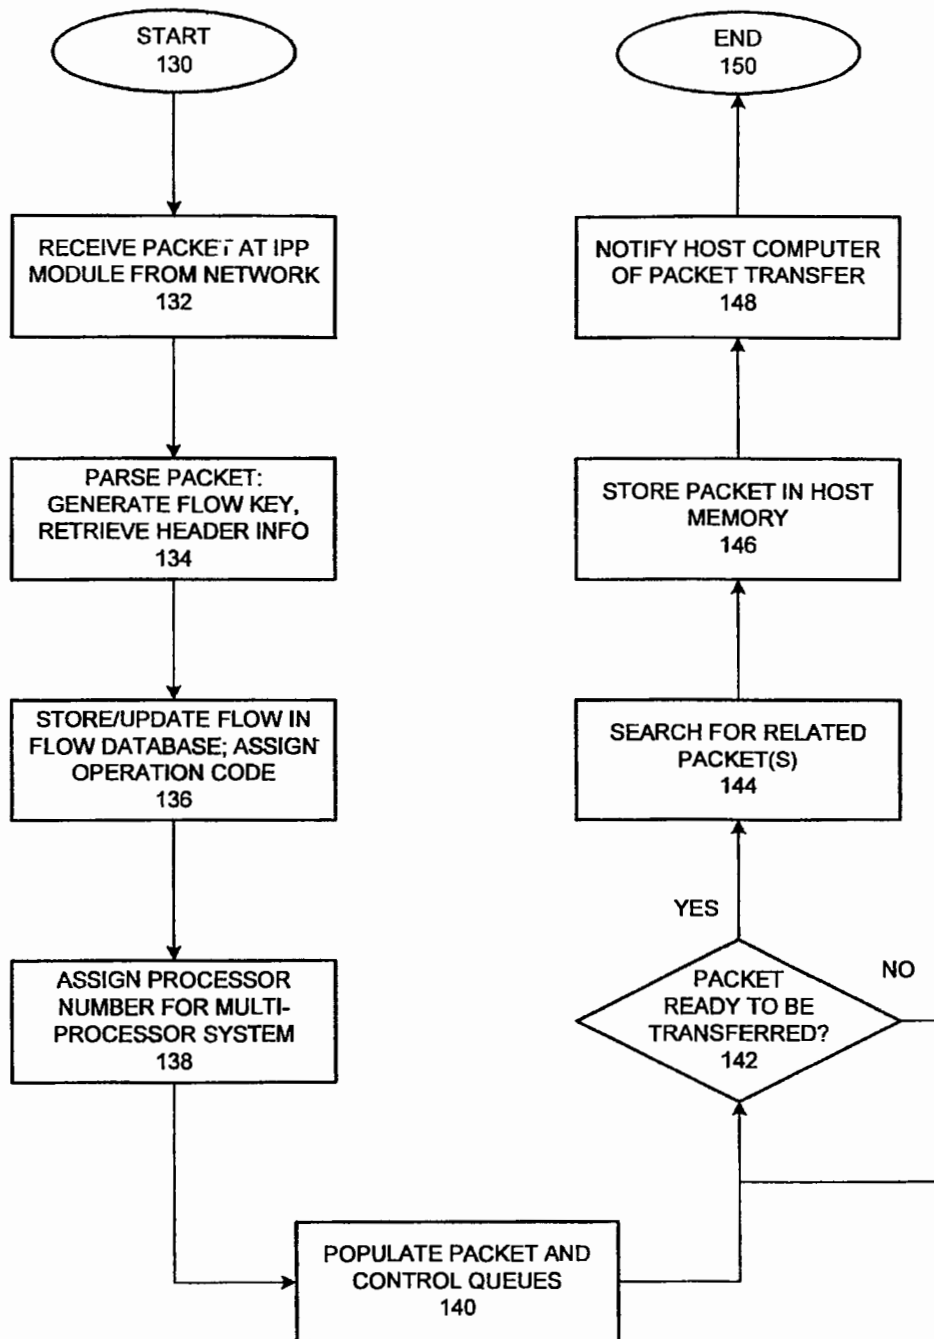 START
130
RECEIVE PACKET AT IPP
MODULE FROM NETWORK
132
PARSE PACKET:
GENERATE FLOW KEY,
RETRIEVE HEADER INFO
134
STORE/UPDATE FLOW IN
FLOW DATABASE; ASSIGN
OPERATION CODE
136
ASSIGN PROCESSOR
NUMBER FOR MULTI-
PROCESSOR SYSTEM
138
POPULATE PACKET AND
CONTROL QUEUES
140
PACKET
READY TO BE
TRANSFERRED?
142
NO
YES
SEARCH FOR RELATED
PACKET(S)
144
STORE PACKET IN HOST
MEMORY
146
NOTIFY HOST COMPUTER
OF PACKET TRANSFER
148
END
150